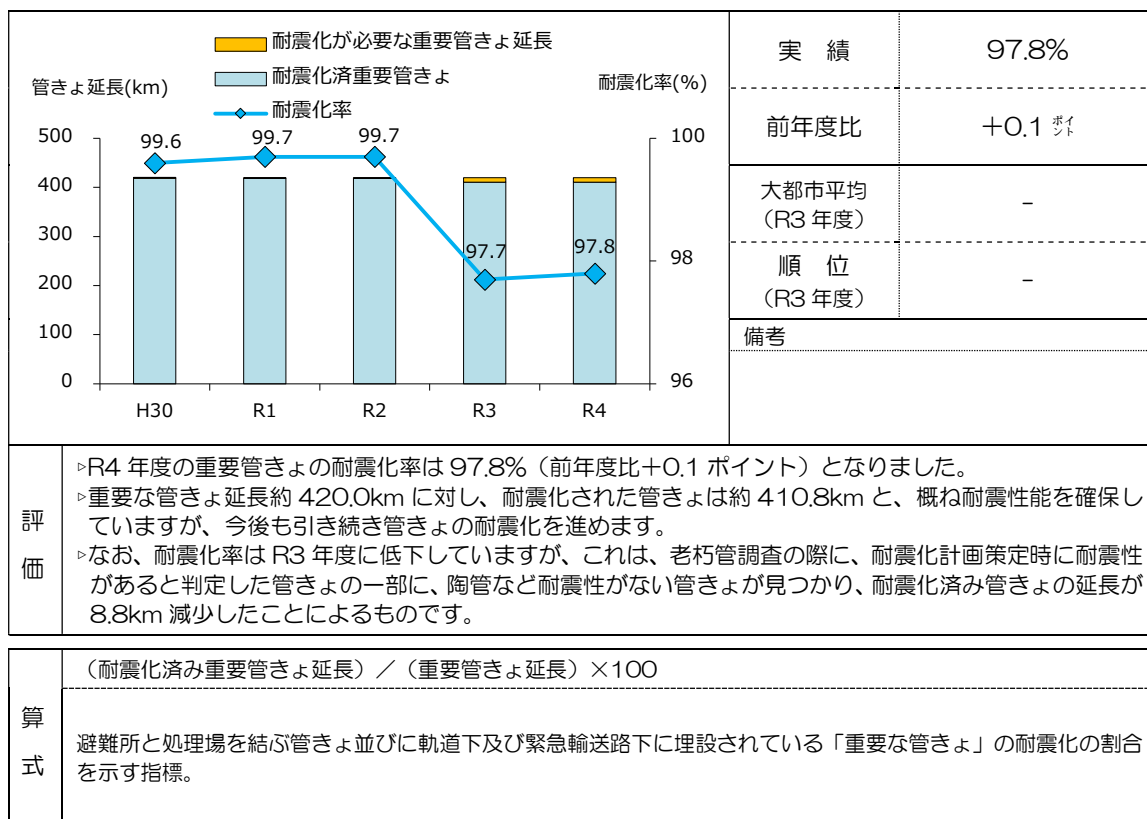 耐震化が必要な重要管きょ延長
耐震化済重要管きょ
耐震化率
管きょ延長(km)
耐震化率(%)
500
400
300
200
100
0
100
98
96
99.6
99.7
99.7
97.7
97.8
H30
R1
R2
R3
R4
実 績
97.8%
前年度比
+0.1 ポイント
大都市平均
(R3 年度)
-
順 位
(R3 年度)
-
備考
評
価
▹R4 年度の重要管きょの耐震化率は 97.8%(前年度比+0.1 ポイント)となりました。
▹重要な管きょ延長約 420.0km に対し、耐震化された管きょは約 410.8km と、概ね耐震性能を確保し
ていますが、今後も引き続き管きょの耐震化を進めます。
▹なお、耐震化率は R3 年度に低下していますが、これは、老朽管調査の際に、耐震化計画策定時に耐震性
があると判定した管きょの一部に、陶管など耐震性がない管きょが見つかり、耐震化済み管きょの延長が
8.8km 減少したことによるものです。
算
式
(耐震化済み重要管きょ延長)/(重要管きょ延長)×100
避難所と処理場を結ぶ管きょ並びに軌道下及び緊急輸送路下に埋設されている「重要な管きょ」の耐震化の割合
を示す指標。